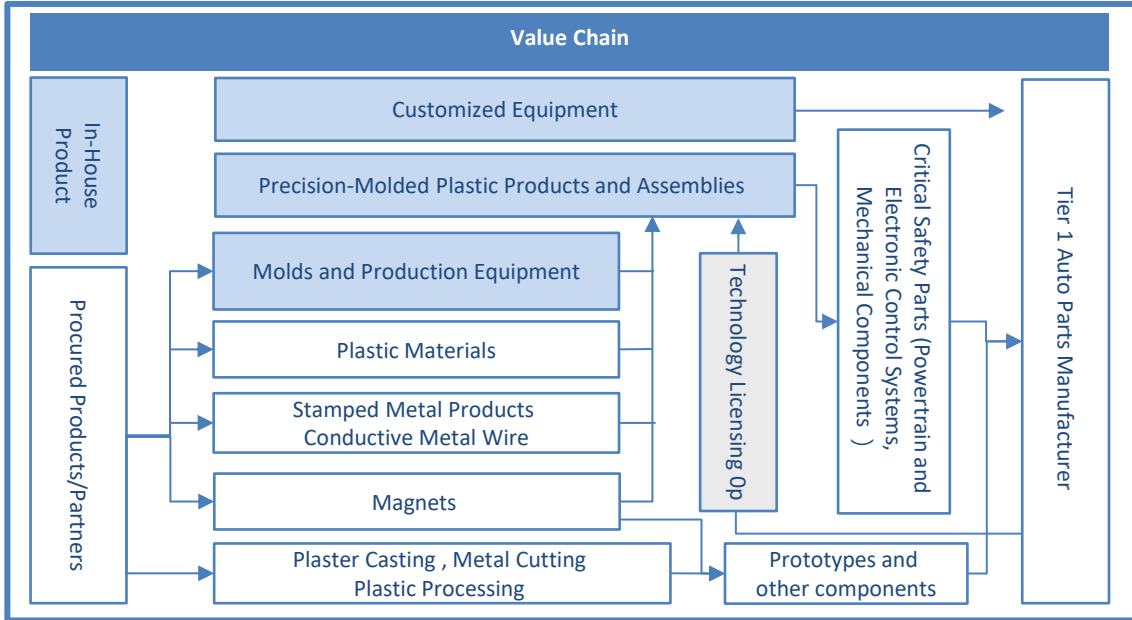 Value Chain
In-House
Product
Customized Equipment
Precision-Molded Plastic Products and Assemblies
Molds and Production Equipment
Procured Products/Partners
Plastic Materials
Stamped Metal Products
Conductive Metal Wire
Magnets
Plaster Casting , Metal Cutting
Plastic Processing
Technology Licensing 0p
Prototypes and
other components
Critical Safety Parts (Powertrain and
Electronic Control Systems,
Mechanical Components )
Tier 1 Auto Parts Manufacturer